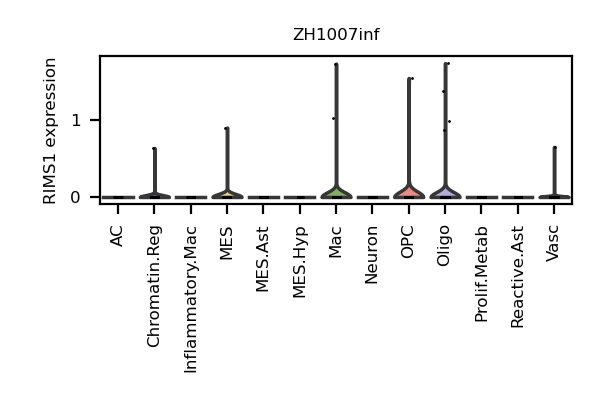 ZH1007inf
RIMS1 expression
1
0
AC
Chromatin.Reg
Inflammatory.Mac
MES
MES.Ast
MES.Hyp
Mac
Neuron
OPC
Oligo
Prolif.Metab
Reactive.Ast
Vasc